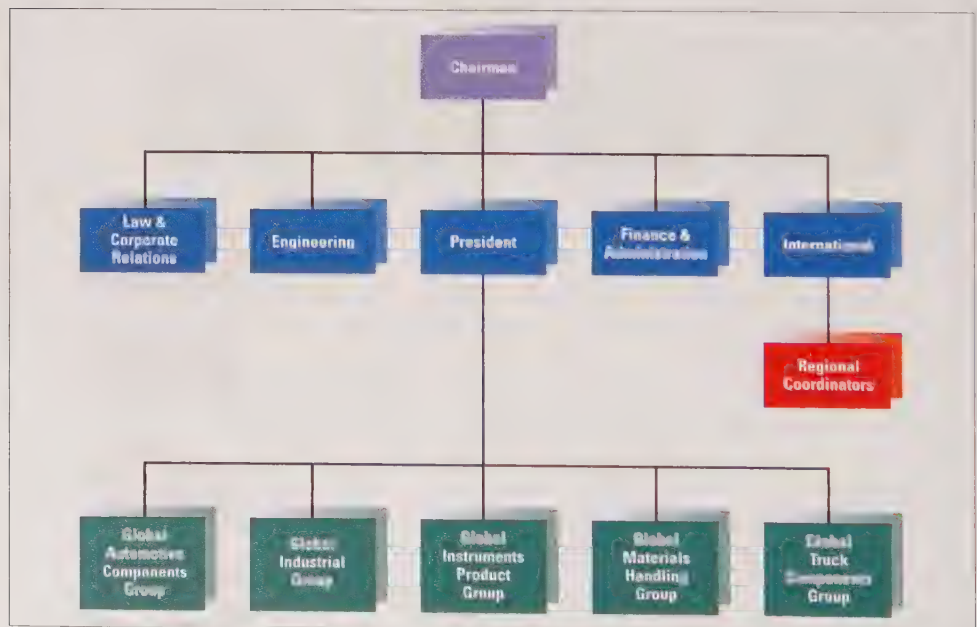 Chairman
Law &
Corporate
Relations
Engineering
President
Finance &
Administration
International
Regional
Coordinators
Global
Automotive
Components
Group
Global
Industrial
Group
Global
Instruments
Product
Group
Global
Materials
Handling
Group
Global
Truck
Components
Group